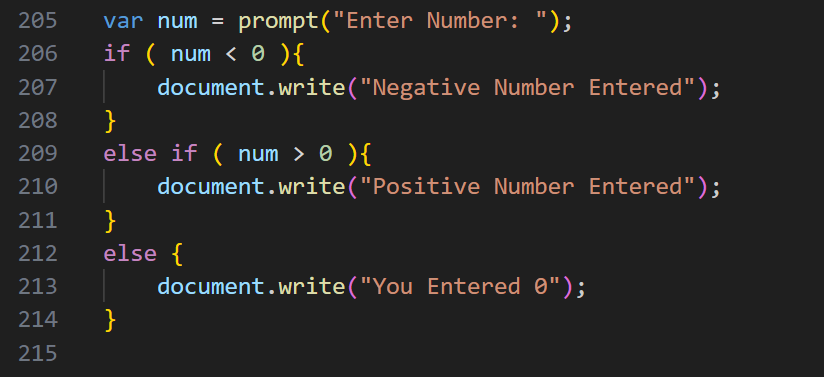 205 var num = prompt("Enter Number: ");
206 if ( num < 0 ){
207     document.write("Negative Number Entered");
208 }
209 else if ( num > 0 ){
210     document.write("Positive Number Entered");
211 }
212 else {
213     document.write("You Entered 0");
214 }
215